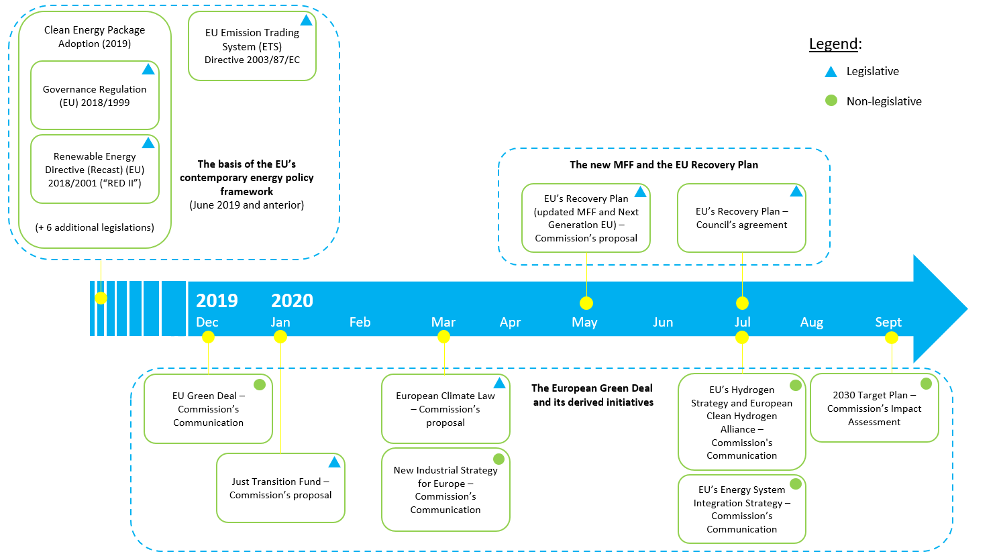 Clean Energy Package
Adoption (2019)
Governance Regulation
(EU) 2018/1999
Renewable Energy
Directive (Recast) (EU)
2018/2001 (“RED II”)
(+ 6 additional legislations)
EU Emission Trading
System (ETS)
Directive 2003/87/EC
The basis of the EU’s
contemporary energy policy
framework
(June 2019 and anterior)
Legend:
Legislative
Non-legislative
The new MFF and the EU Recovery Plan
EU’s Recovery Plan
(updated MFF and Next
Generation EU) –
Commission’s proposal
EU’s Recovery Plan –
Council’s agreement
2019
2020
Dec
Jan
Feb
Mar
Apr
May
Jun
Jul
Aug
Sept
EU Green Deal –
Commission’s
Communication
Just Transition Fund –
Commission’s proposal
European Climate Law
– Commission’s
proposal
New Industrial Strategy
for Europe –
Commission’s
Communication
The European Green Deal
and its derived initiatives
EU’s Hydrogen
Strategy and European
Clean Hydrogen
Alliance –
Commission's
Communication
EU’s Energy System
Integration Strategy –
Commission’s
Communication
2030 Target Plan –
Commission’s Impact
Assessment